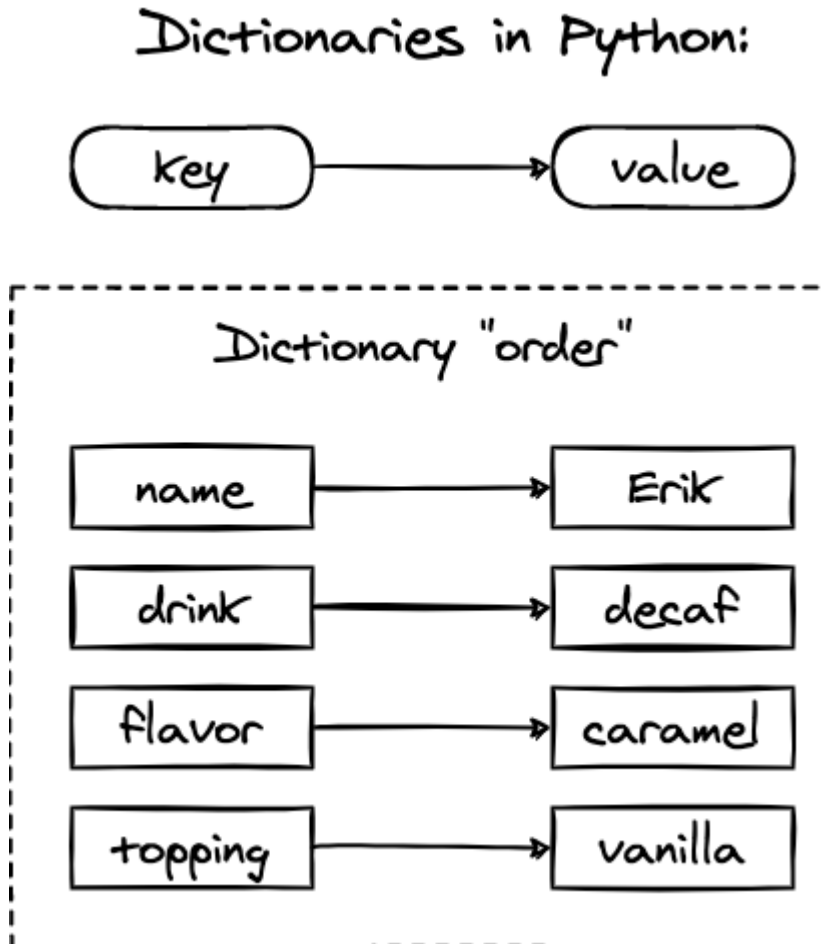 Dictionaries in Python:
key value
Dictionary "order"
name Erik
drink decaf
flavor caramel
topping vanilla